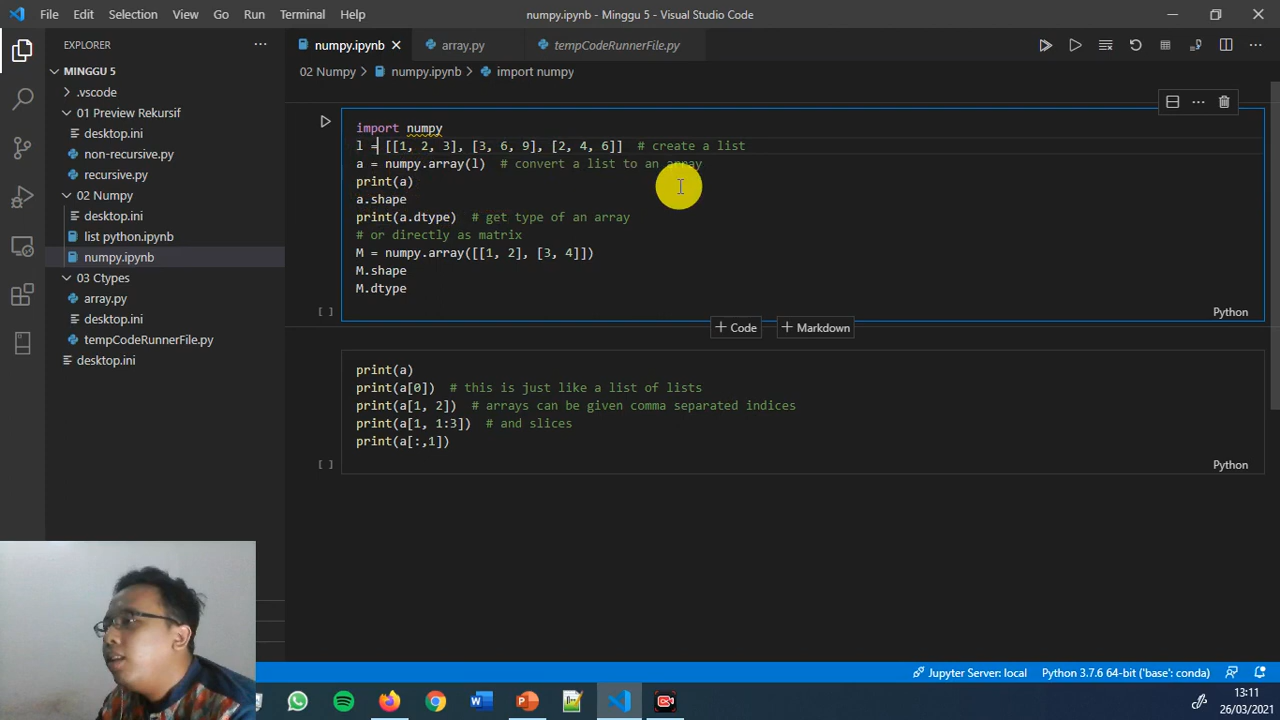 File Edit Selection View Go Run Terminal Help
numpy.ipynb - Minggu 5 - Visual Studio Code
EXPLORER
numpy.ipynb
array.py
tempCodeRunnerFile.py
MINGGU 5
.vscode
01 Preview Rekursif
desktop.ini
non-recursive.py
recursive.py
02 Numpy
desktop.ini
list python.ipynb
numpy.ipynb
03 Ctypes
array.py
desktop.ini
tempCodeRunnerFile.py
desktop.ini
02 Numpy > numpy.ipynb > import numpy
import numpy
l = [[1, 2, 3], [3, 6, 9], [2, 4, 6]] # create a list
a = numpy.array(l) # convert a list to an array
print(a)
a.shape
print(a.dtype) # get type of an array
# or directly as matrix
M = numpy.array([[1, 2], [3, 4]])
M.shape
M.dtype
[ ]
Python
+ Code + Markdown
print(a)
print(a[0]) # this is just like a list of lists
print(a[1, 2]) # arrays can be given comma separated indices
print(a[1, 1:3]) # and slices
print(a[:,1])
[ ]
Python
Jupyter Server: local
Python 3.7.6 64-bit ('base': conda)
13:11
26/03/2021